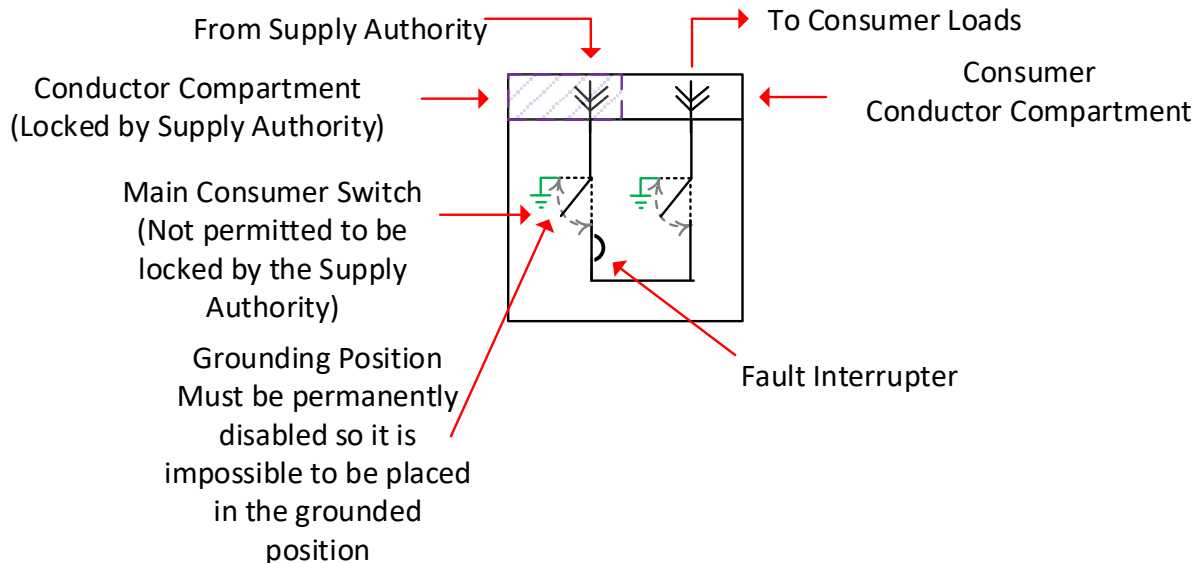 From Supply Authority
To Consumer Loads
Conductor Compartment
(Locked by Supply Authority)
Consumer
Conductor Compartment
Main Consumer Switch
(Not permitted to be
locked by the Supply
Authority)
Grounding Position
Must be permanently
disabled so it is
impossible to be placed
in the grounded
position
Fault Interrupter